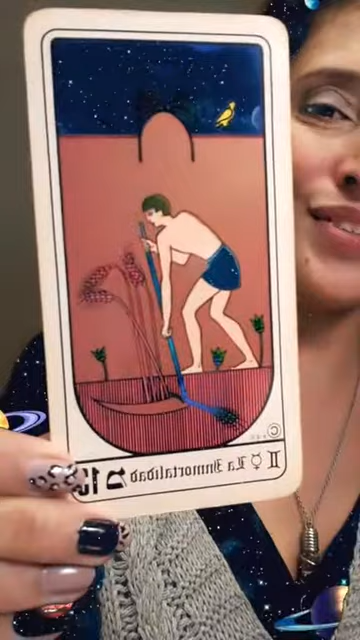 ♊ ☿ La Inmortalidad מ 13
©